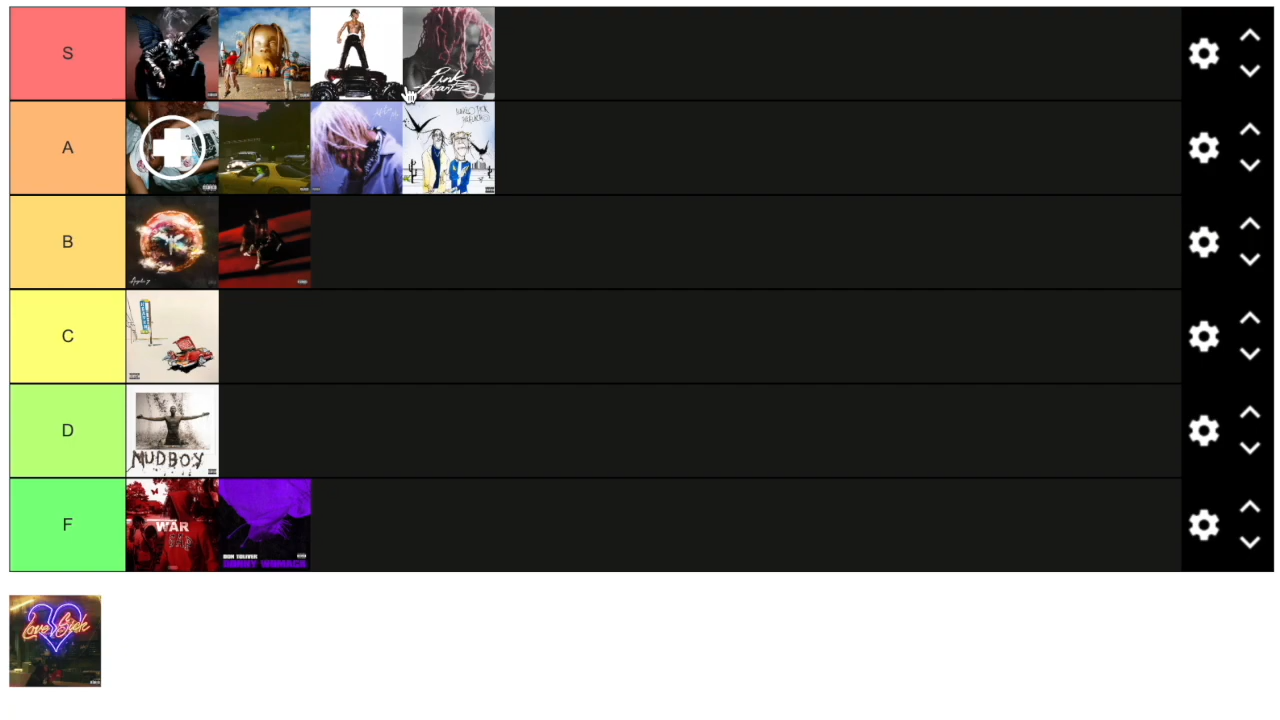 S
Pink
Heartz
A
B
C
D
MUDBOY
F
WAR
DON TOLIVER
DONNY WOMACK
Love Sick